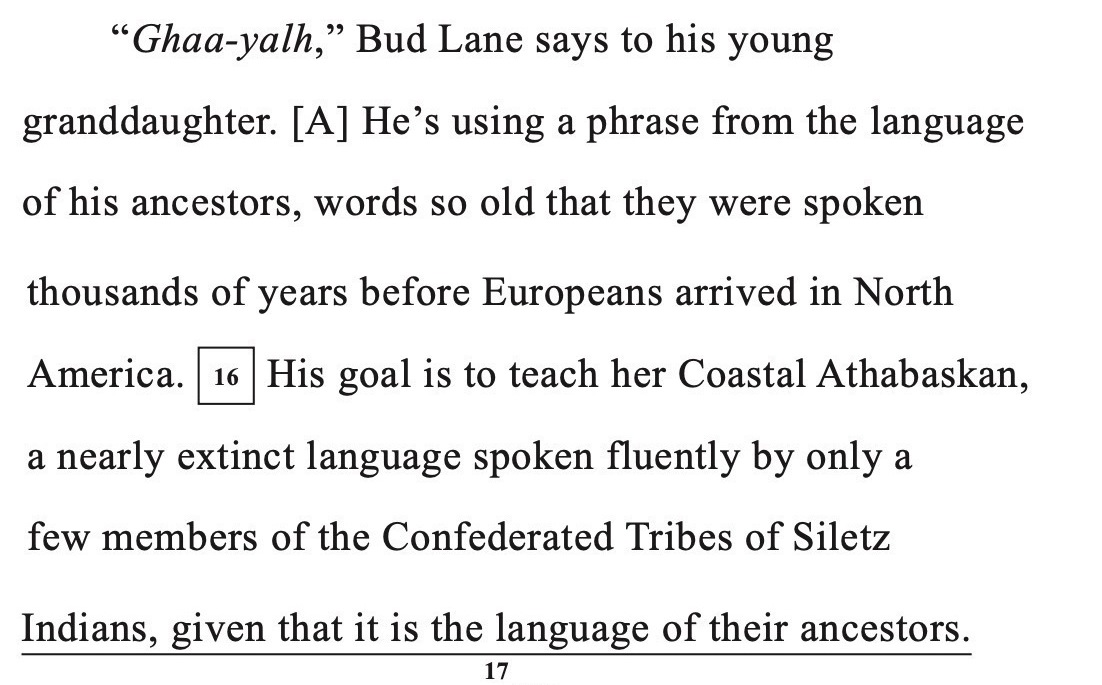 “Ghaa-yalh,” Bud Lane says to his young
granddaughter. [A] He’s using a phrase from the language
of his ancestors, words so old that they were spoken
thousands of years before Europeans arrived in North
America. 16 His goal is to teach her Coastal Athabaskan,
a nearly extinct language spoken fluently by only a
few members of the Confederated Tribes of Siletz
Indians, given that it is the language of their ancestors.
17